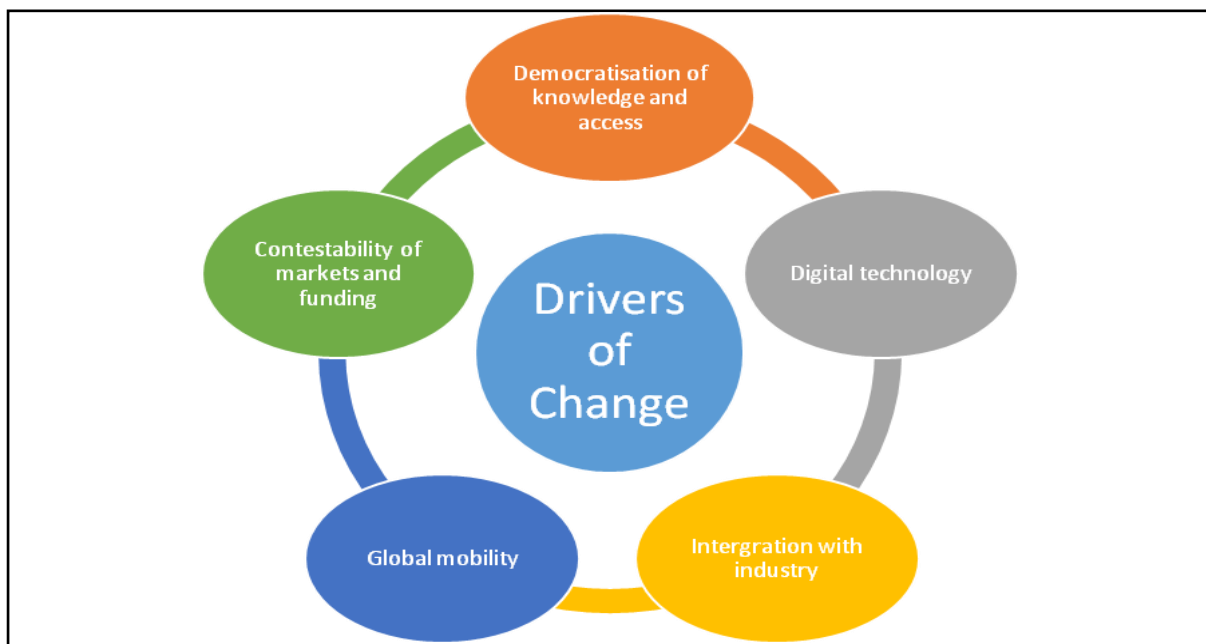 Democratisation of
knowledge and
access
Contestability of
markets and
funding
Digital technology
Drivers
of
Change
Global mobility
Intergration with
industry